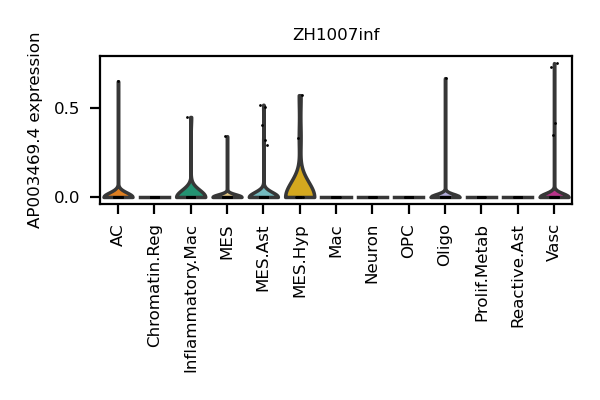 ZH1007inf
AP003469.4 expression
0.5
0.0
AC
Chromatin.Reg
Inflammatory.Mac
MES
MES.Ast
MES.Hyp
Mac
Neuron
OPC
Oligo
Prolif.Metab
Reactive.Ast
Vasc